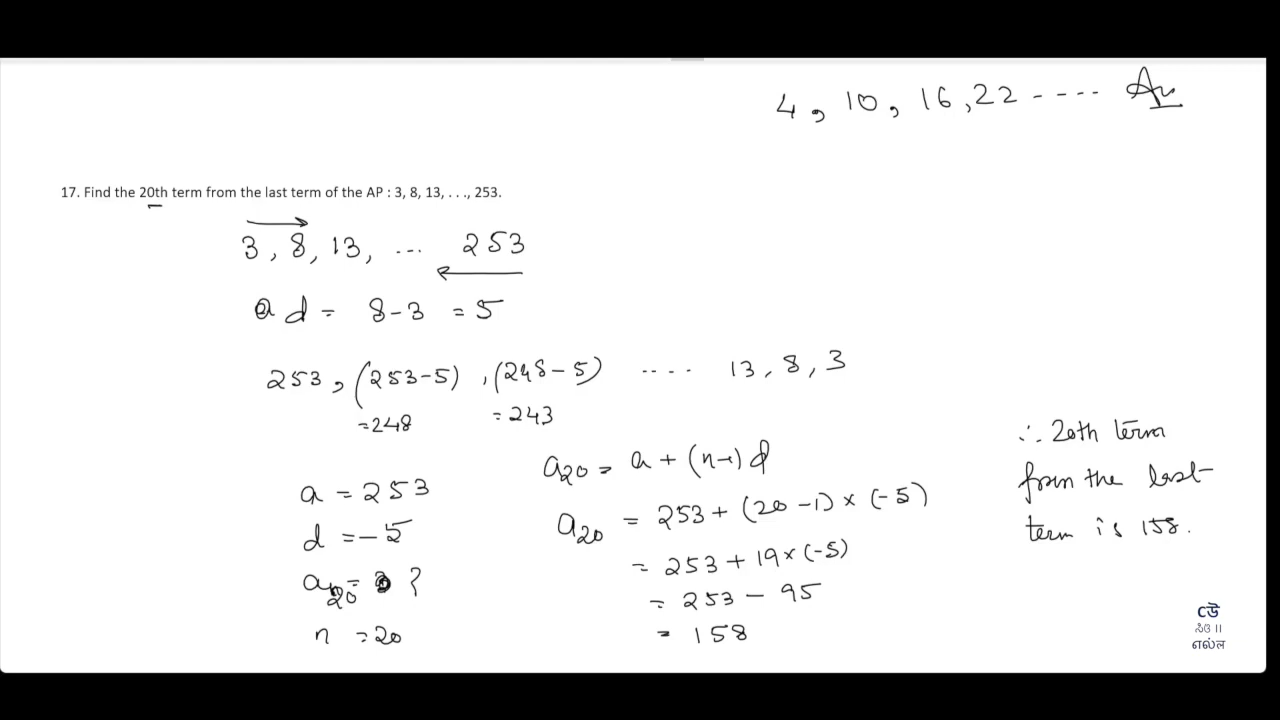 4, 10, 16, 22 ---- Ans
17. Find the 20th term from the last term of the AP : 3, 8, 13, . . ., 253.
3, 8, 13, ... 253
d = 8-3 = 5
253, (253-5), (248-5) .... 13, 8, 3
=248 =243
a = 253
d = -5
a20 = ?
n = 20
a20 = a + (n-1) d
a20 = 253 + (20-1) × (-5)
= 253 + 19 × (-5)
= 253 - 95
= 158
∴ 20th term
from the last
term is 158.